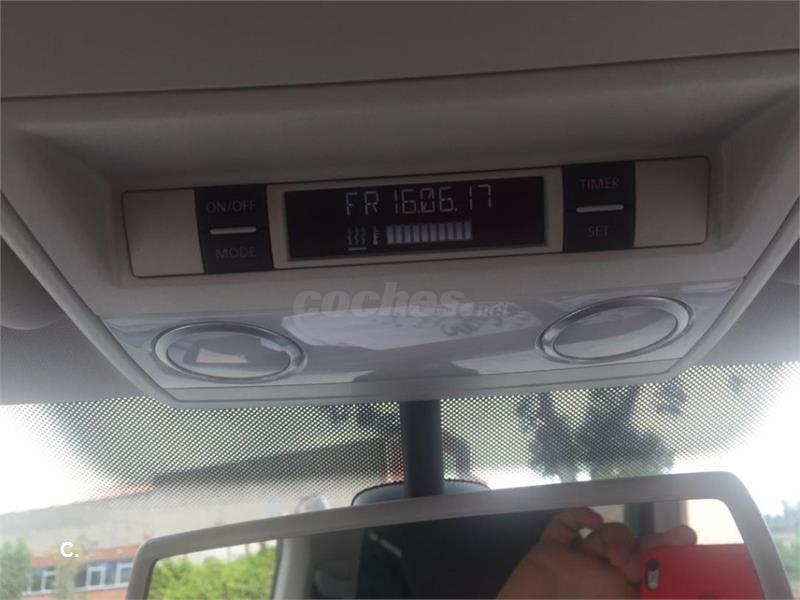 FR 16.06.17
ON/OFF
MODE
TIMER
SET
coches.net
C.